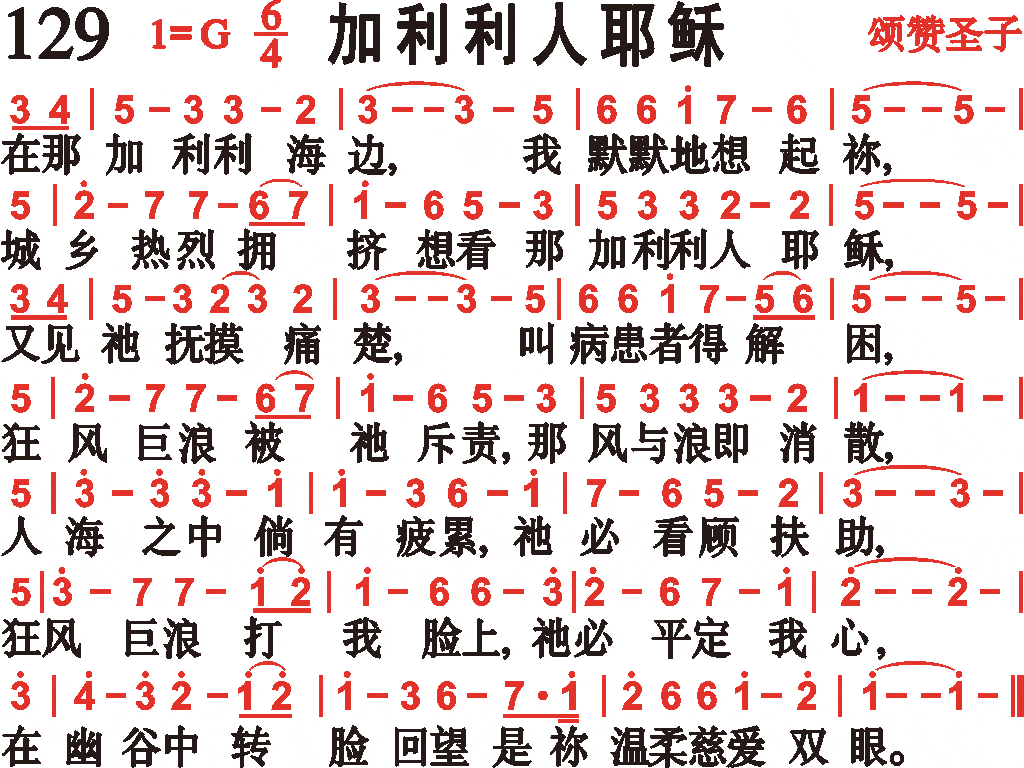 129 1=G 6/4 加利利人耶稣 颂赞圣子
3 4 | 5 - 3 3 - 2 | 3 - - 3 - 5 | 6 6 i̇ 7 - 6 | 5 - - 5 - |
在那 加 利利 海 边, 我 默默地想 起 祢,
5 | 2̇ - 7 7 - 6 7 | i̇ - 6 5 - 3 | 5 3 3 2 - 2 | 5 - - 5 - |
城 乡 热烈 拥 挤 想看 那 加利利人 耶 稣,
3 4 | 5 - 3 2 3 2 | 3 - - 3 - 5 | 6 6 1̇ 7 - 5 6 | 5 - - 5 - |
又见 祂 抚摸 痛 楚, 叫 病患者得 解 困,
5 | 2̇ - 7 7 - 6 7 | 1̇ - 6 5 - 3 | 5 3 3 3 - 2 | 1 - - 1 - |
狂 风 巨浪 被 祂 斥责, 那 风与浪即 消 散,
5 | 3̇ - 3̇ 3̇ - 1̇ | 1̇ - 3 6 - 1̇ | 7 - 6 5 - 2 | 3 - - 3 - |
人 海 之中 倘 有 疲累, 祂 必 看顾 扶 助,
5 | 3̇ - 7 7 - 1̇ 2̇ | 1̇ - 6 6 - 3̇ | 2̇ - 6 7 - 1̇ | 2̇ - - 2̇ - |
狂风 巨浪 打 我 脸上, 祂必 平定 我 心,
3̇ | 4̇ - 3̇ 2̇ - 1̇ 2̇ | 1̇ - 3 6 - 7 · 1̇ | 2̇ 6 6 1̇ - 2̇ | 1̇ - - 1̇ - ‖
在 幽 谷中 转 脸 回望 是 祢 温柔慈爱 双 眼。